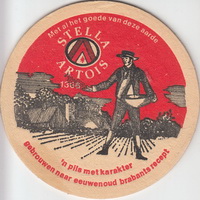 Met al het goede van deze aarde
STELLA
ARTOIS
1366
'n pils met karakter
gebrouwen naar eeuwenoud brabants recept